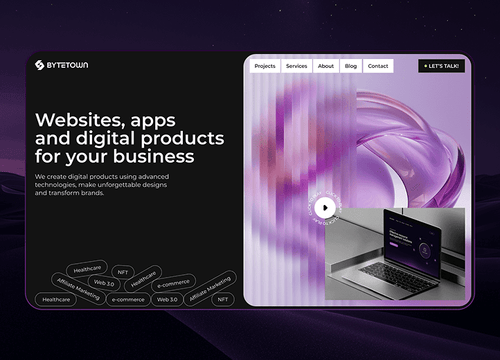 BYTETOWN
Projects
Services
About
Blog
Contact
LET'S TALK!
Websites, apps
and digital products
for your business
We create digital products using advanced
technologies, make unforgettable designs
and transform brands.
Healthcare
NFT
Affiliate Marketing
Web 3.0
Healthcare
e-commerce
Affiliate Marketing
Healthcare
e-commerce
Web 3.0
NFT